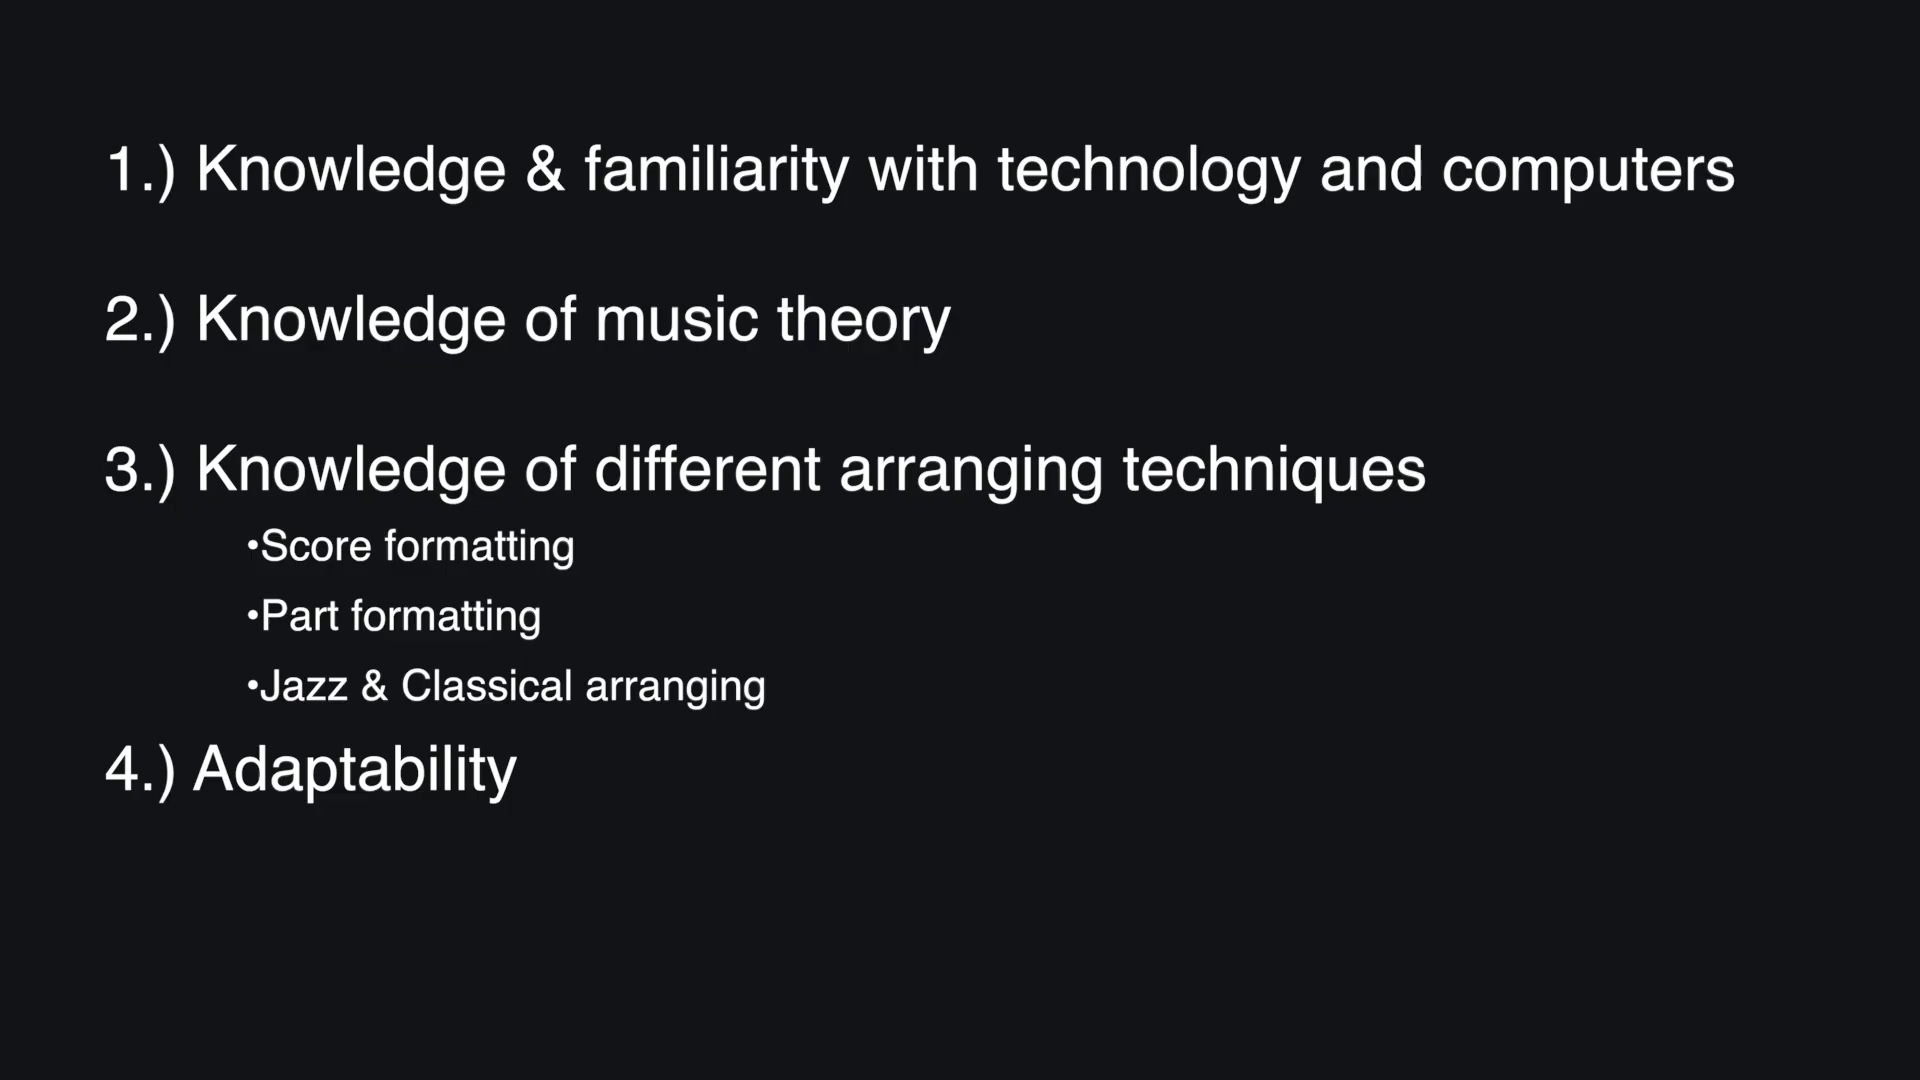 1.) Knowledge & familiarity with technology and computers
2.) Knowledge of music theory
3.) Knowledge of different arranging techniques
•Score formatting
•Part formatting
•Jazz & Classical arranging
4.) Adaptability